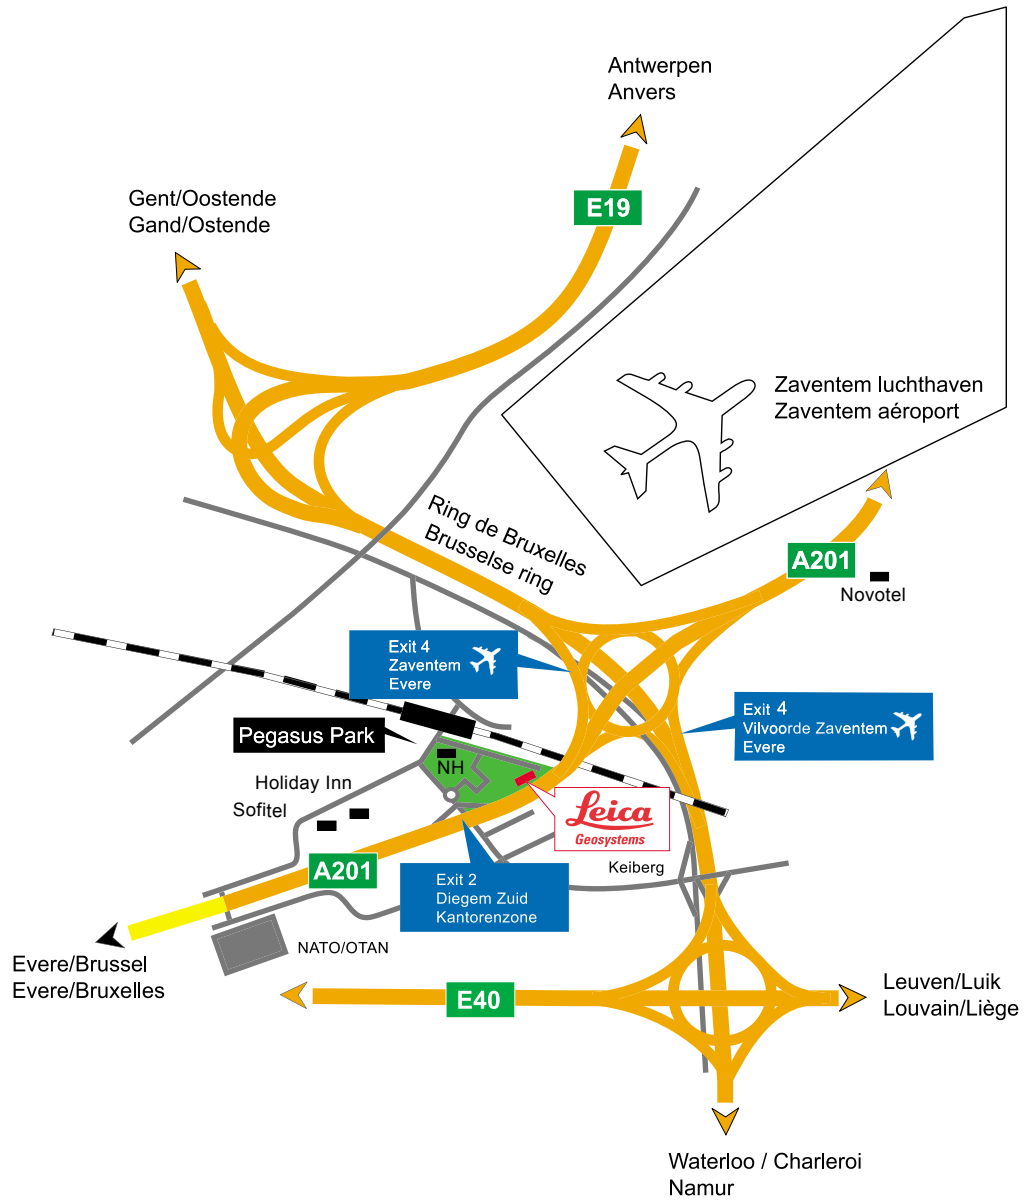 Antwerpen
Anvers
E19
Gent/Oostende
Gand/Ostende
Zaventem luchthaven
Zaventem aéroport
Ring de Bruxelles
Brusselse ring
A201
Novotel
Exit 4
Zaventem
Evere
Exit 4
Vilvoorde Zaventem
Evere
Pegasus Park
NH
Holiday Inn
Sofitel
Leica
Geosystems
A201
Keiberg
Exit 2
Diegem Zuid
Kantorenzone
NATO/OTAN
Evere/Brussel
Evere/Bruxelles
E40
Leuven/Luik
Louvain/Liège
Waterloo / Charleroi
Namur